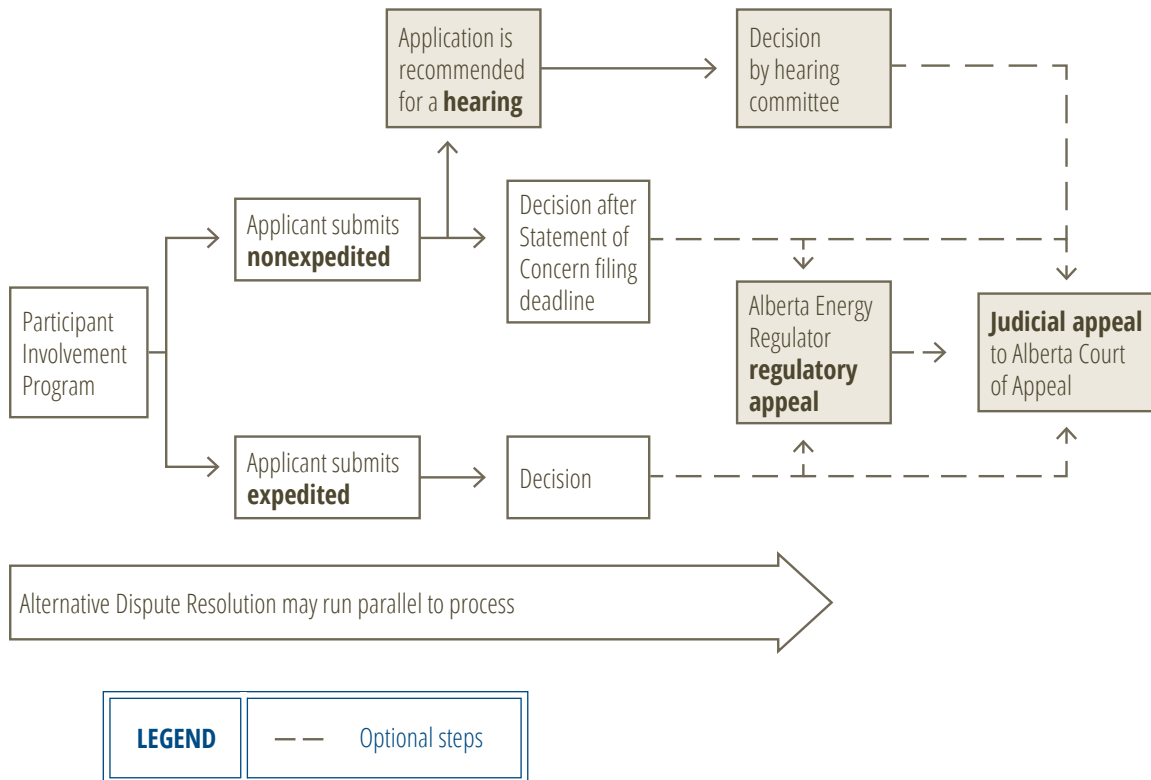 Application is
recommended
for a hearing
Decision
by hearing
committee
Applicant submits
nonexpedited
Decision after
Statement of
Concern filing
deadline
Participant
Involvement
Program
Alberta Energy
Regulator
regulatory
appeal
Judicial appeal
to Alberta Court
of Appeal
Applicant submits
expedited
Decision
Alternative Dispute Resolution may run parallel to process
LEGEND
Optional steps